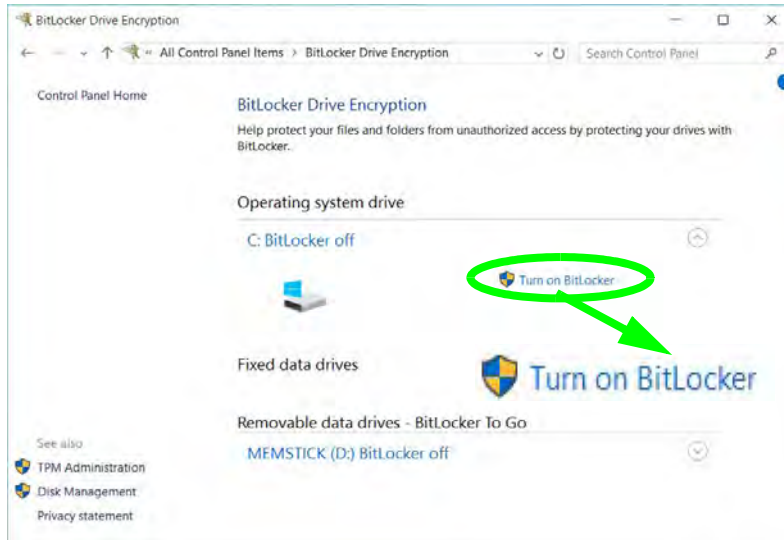 BitLocker Drive Encryption
« All Control Panel Items > BitLocker Drive Encryption
Search Control Panel
Control Panel Home
BitLocker Drive Encryption
Help protect your files and folders from unauthorized access by protecting your drives with
BitLocker.
Operating system drive
C: BitLocker off
Turn on BitLocker
Fixed data drives
Turn on BitLocker
Removable data drives - BitLocker To Go
MEMSTICK (D:) BitLocker off
See also
TPM Administration
Disk Management
Privacy statement